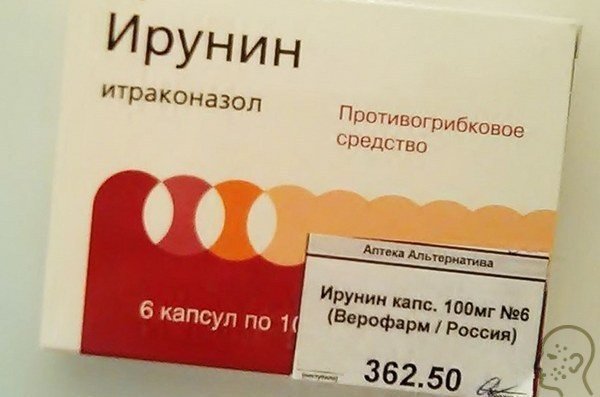 Ирунин
итраконазол
Противогрибковое
средство
6 капсул по
Аптека Альтернатива
Ирунин капс. 100мг №6
(Верофарм / Россия)
362.50